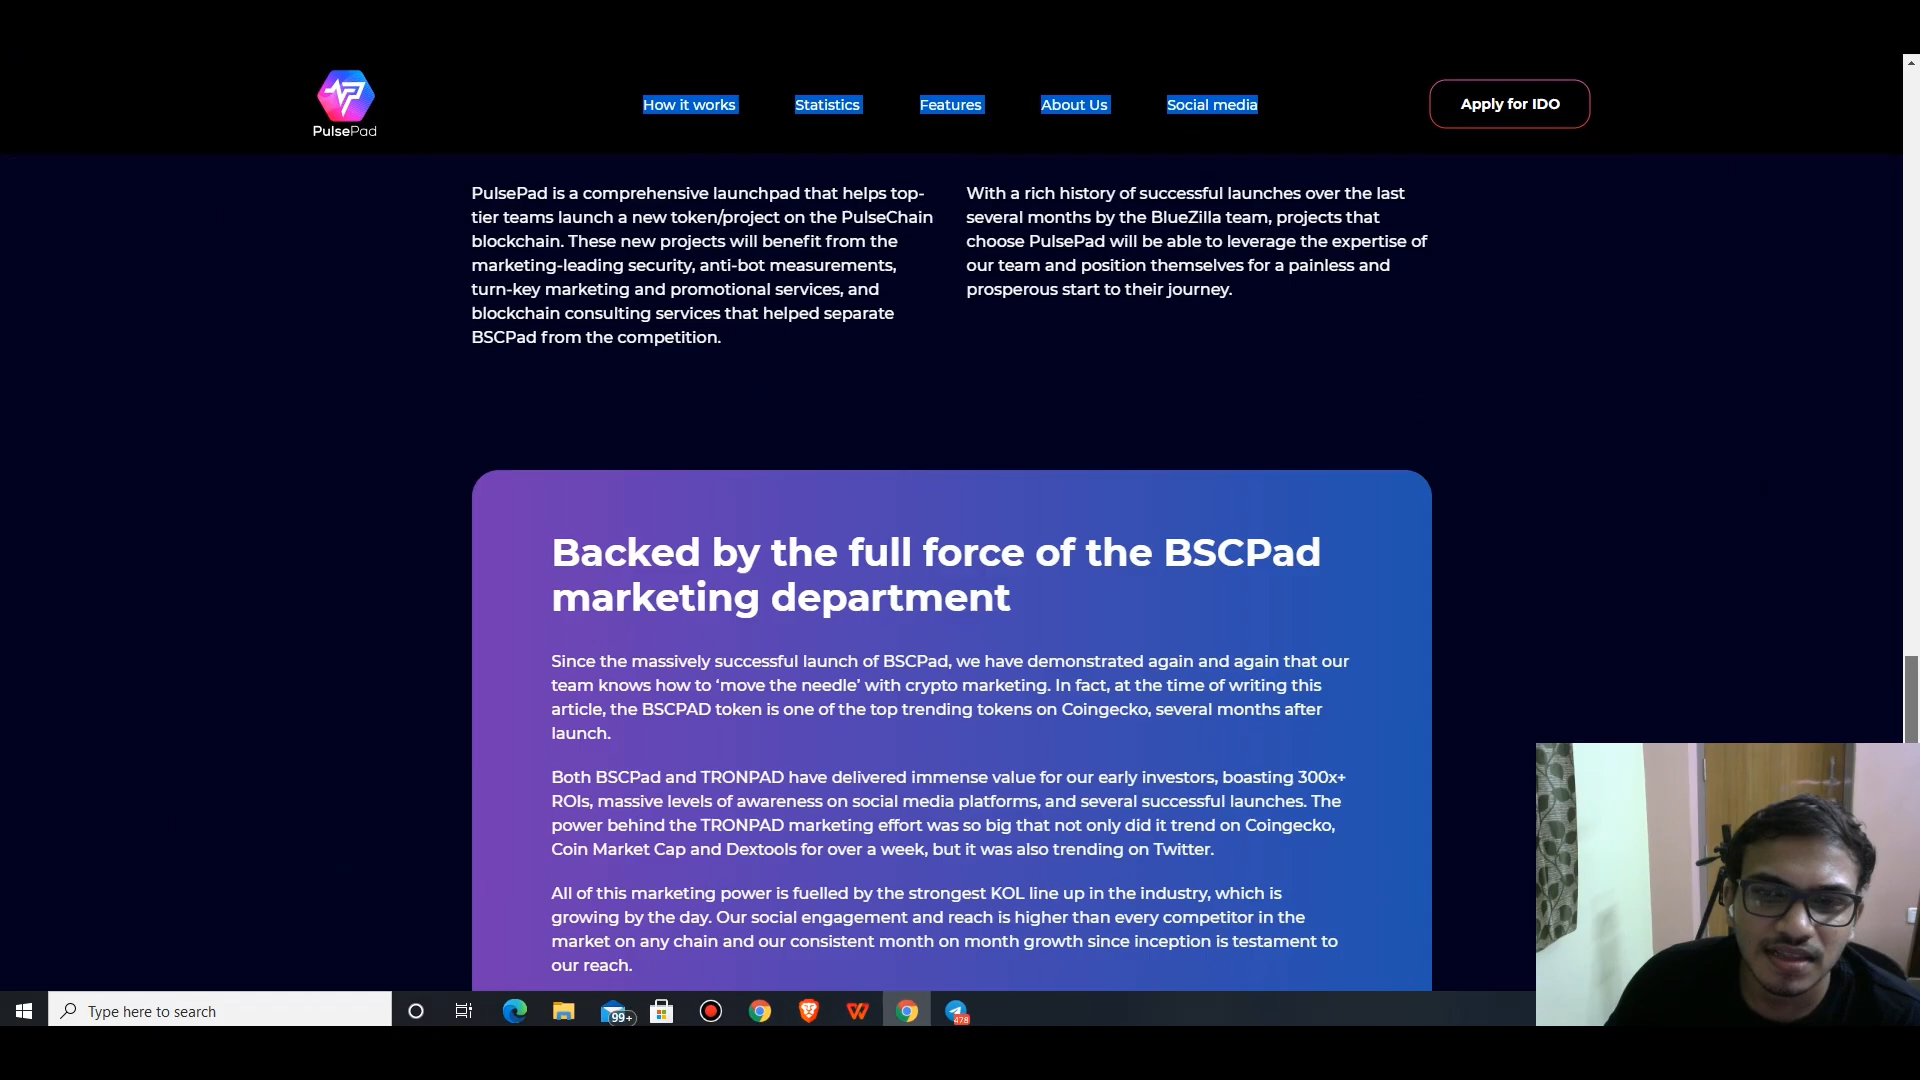 PulsePad
How it works
Statistics
Features
About Us
Social media
Apply for IDO
PulsePad is a comprehensive launchpad that helps top-
tier teams launch a new token/project on the PulseChain
blockchain. These new projects will benefit from the
marketing-leading security, anti-bot measurements,
turn-key marketing and promotional services, and
blockchain consulting services that helped separate
BSCPad from the competition.
With a rich history of successful launches over the last
several months by the BlueZilla team, projects that
choose PulsePad will be able to leverage the expertise of
our team and position themselves for a painless and
prosperous start to their journey.
Backed by the full force of the BSCPad
marketing department
Since the massively successful launch of BSCPad, we have demonstrated again and again that our
team knows how to ‘move the needle’ with crypto marketing. In fact, at the time of writing this
article, the BSCPAD token is one of the top trending tokens on Coingecko, several months after
launch.
Both BSCPad and TRONPAD have delivered immense value for our early investors, boasting 300x+
ROIs, massive levels of awareness on social media platforms, and several successful launches. The
power behind the TRONPAD marketing effort was so big that not only did it trend on Coingecko,
Coin Market Cap and Dextools for over a week, but it was also trending on Twitter.
All of this marketing power is fuelled by the strongest KOL line up in the industry, which is
growing by the day. Our social engagement and reach is higher than every competitor in the
market on any chain and our consistent month on month growth since inception is testament to
our reach.
Type here to search
99+
478